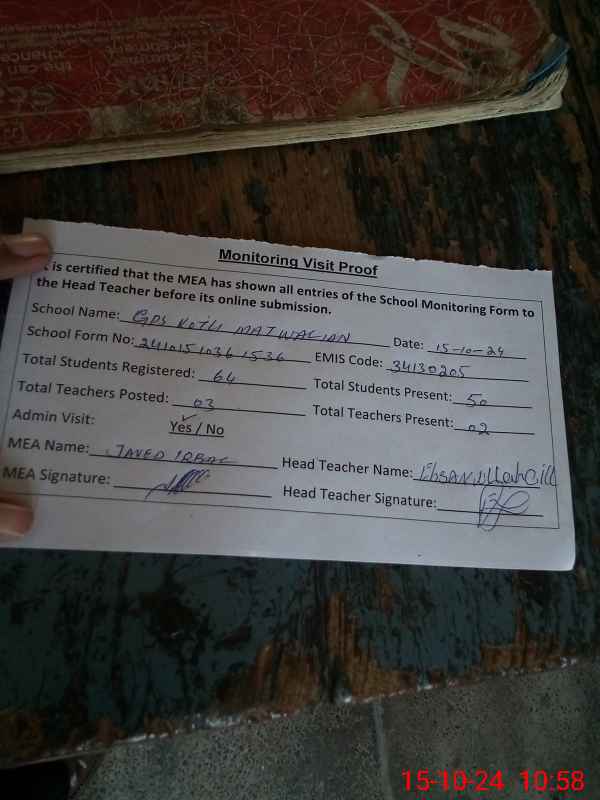 Monitoring Visit Proof
It is certified that the MEA has shown all entries of the School Monitoring Form to
the Head Teacher before its online submission.
School Name: GPS KOTLI MATWALIAN Date: 15-10-24
School Form No: 2410151036 1536 EMIS Code: 34130205
Total Students Registered: 64 Total Students Present: 50
Total Teachers Posted: 03 Total Teachers Present: 02
Admin Visit: Yes / No
MEA Name: JAVED IQBAL Head Teacher Name: Ehsanullah Gill
MEA Signature: Head Teacher Signature:
15-10-24 10:58